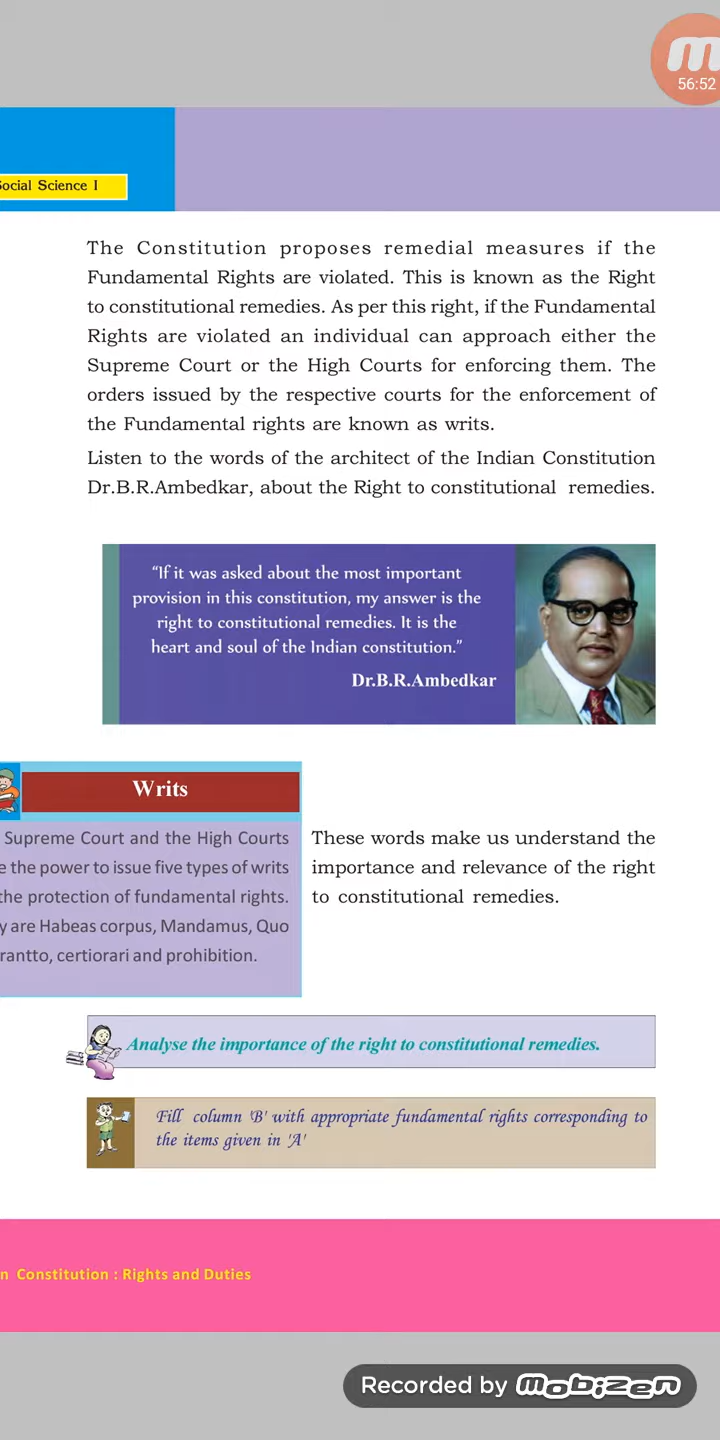 56:52
Social Science I
The Constitution proposes remedial measures if the
Fundamental Rights are violated. This is known as the Right
to constitutional remedies. As per this right, if the Fundamental
Rights are violated an individual can approach either the
Supreme Court or the High Courts for enforcing them. The
orders issued by the respective courts for the enforcement of
the Fundamental rights are known as writs.
Listen to the words of the architect of the Indian Constitution
Dr.B.R.Ambedkar, about the Right to constitutional remedies.
“If it was asked about the most important
provision in this constitution, my answer is the
right to constitutional remedies. It is the
heart and soul of the Indian constitution.”
Dr.B.R.Ambedkar
Writs
Supreme Court and the High Courts
e the power to issue five types of writs
the protection of fundamental rights.
y are Habeas corpus, Mandamus, Quo
rantto, certiorari and prohibition.
These words make us understand the
importance and relevance of the right
to constitutional remedies.
Analyse the importance of the right to constitutional remedies.
Fill column 'B' with appropriate fundamental rights corresponding to
the items given in 'A'
n Constitution : Rights and Duties
Recorded by mobizen